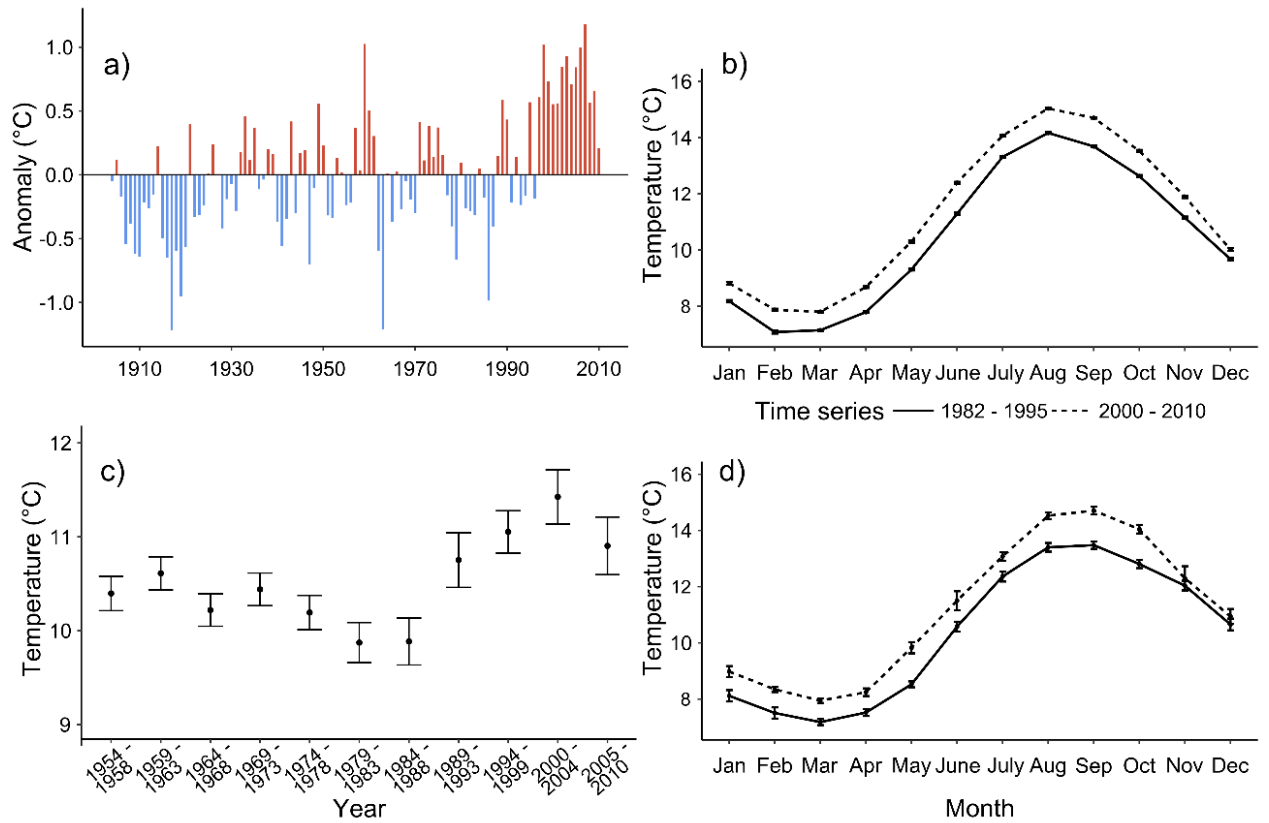 a)
Anomaly (°C)
1.0
0.5
0.0
-0.5
-1.0
1910 1930 1950 1970 1990 2010
b)
Temperature (°C)
16
14
12
10
8
Jan Feb Mar Apr May June July Aug Sep Oct Nov Dec
Time series 1982 - 1995 2000 - 2010
c)
Temperature (°C)
12
11
10
9
1954 - 1958
1959 - 1963
1964 - 1968
1969 - 1973
1974 - 1978
1979 - 1983
1984 - 1988
1989 - 1993
1994 - 1999
2000 - 2004
2005 - 2010
Year
d)
Temperature (°C)
16
14
12
10
8
Jan Feb Mar Apr May June July Aug Sep Oct Nov Dec
Month